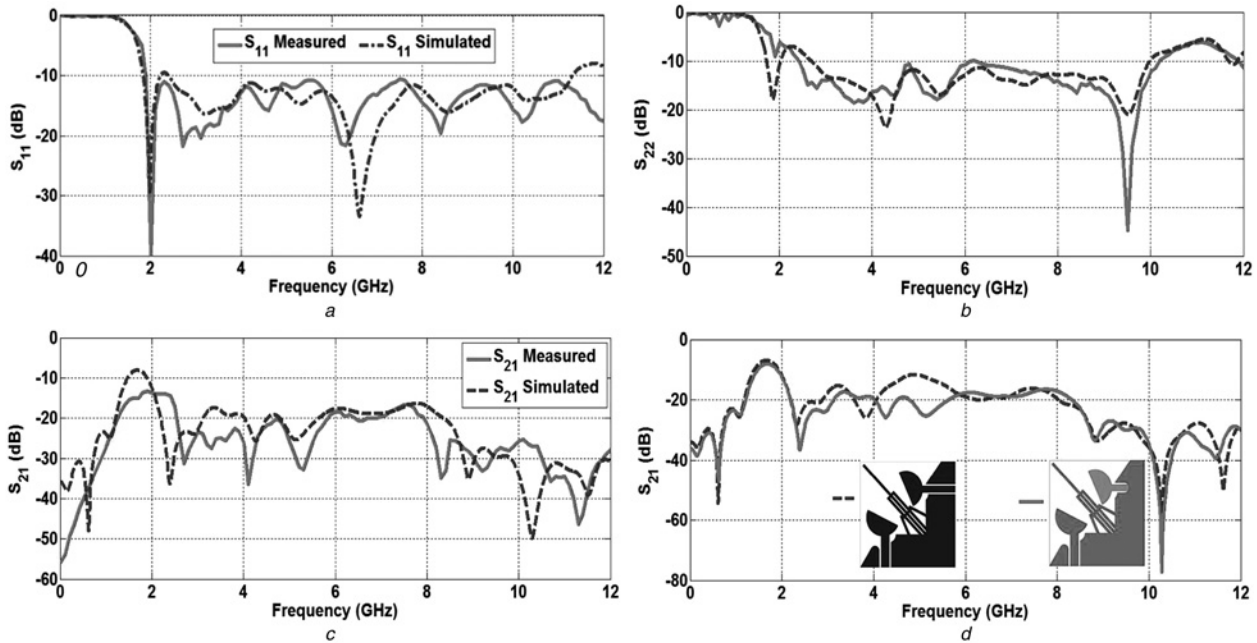 0
-10
-20
-30
-40
S11 (dB)
S11 Measured
S11 Simulated
0 0 2 4 6 8 10 12
Frequency (GHz)
a
0
-10
-20
-30
-40
-50
S22 (dB)
0 2 4 6 8 10 12
Frequency (GHz)
b
0
-10
-20
-30
-40
-50
-60
S21 (dB)
S21 Measured
S21 Simulated
0 2 4 6 8 10 12
Frequency (GHz)
c
0
-20
-40
-60
-80
S21 (dB)
0 2 4 6 8 10 12
Frequency (GHz)
d